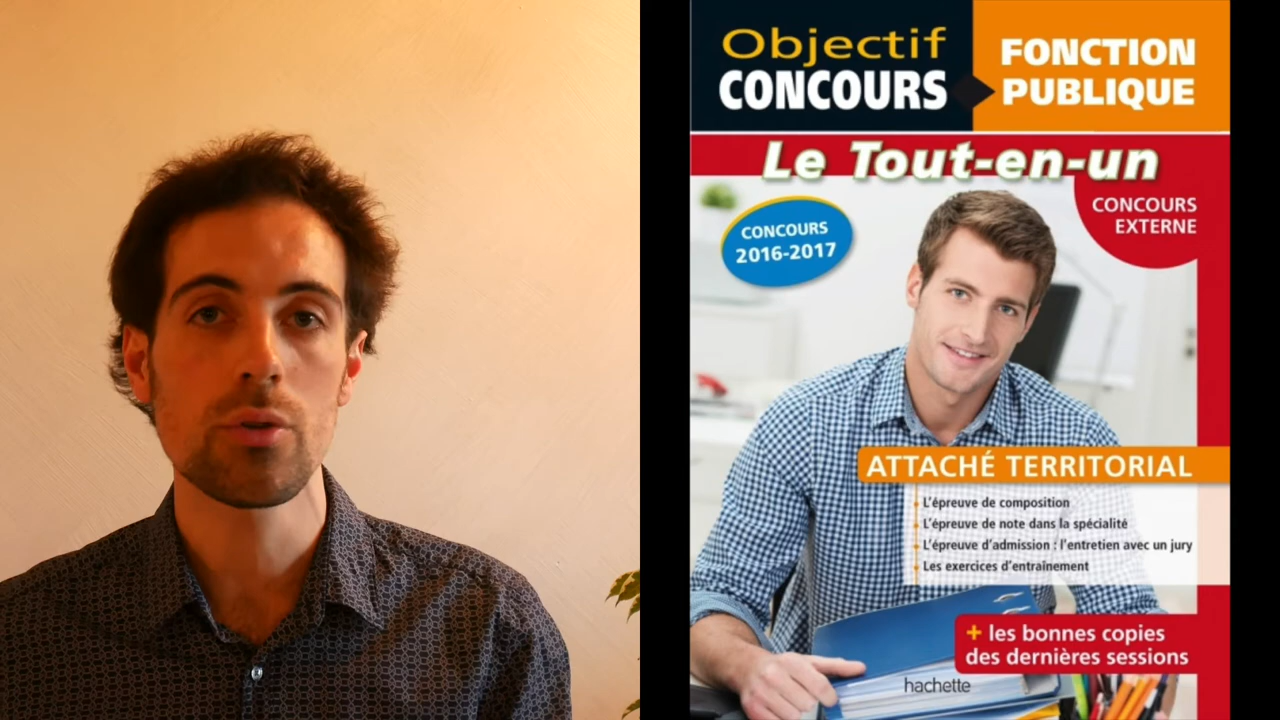 Objectif
CONCOURS
FONCTION
PUBLIQUE
Le Tout-en-un
CONCOURS
EXTERNE
CONCOURS
2016-2017
ATTACHÉ TERRITORIAL
L'épreuve de composition
L'épreuve de note dans la spécialité
L'épreuve d'admission : l'entretien avec un jury
Les exercices d'entraînement
+ les bonnes copies
des dernières sessions
hachette